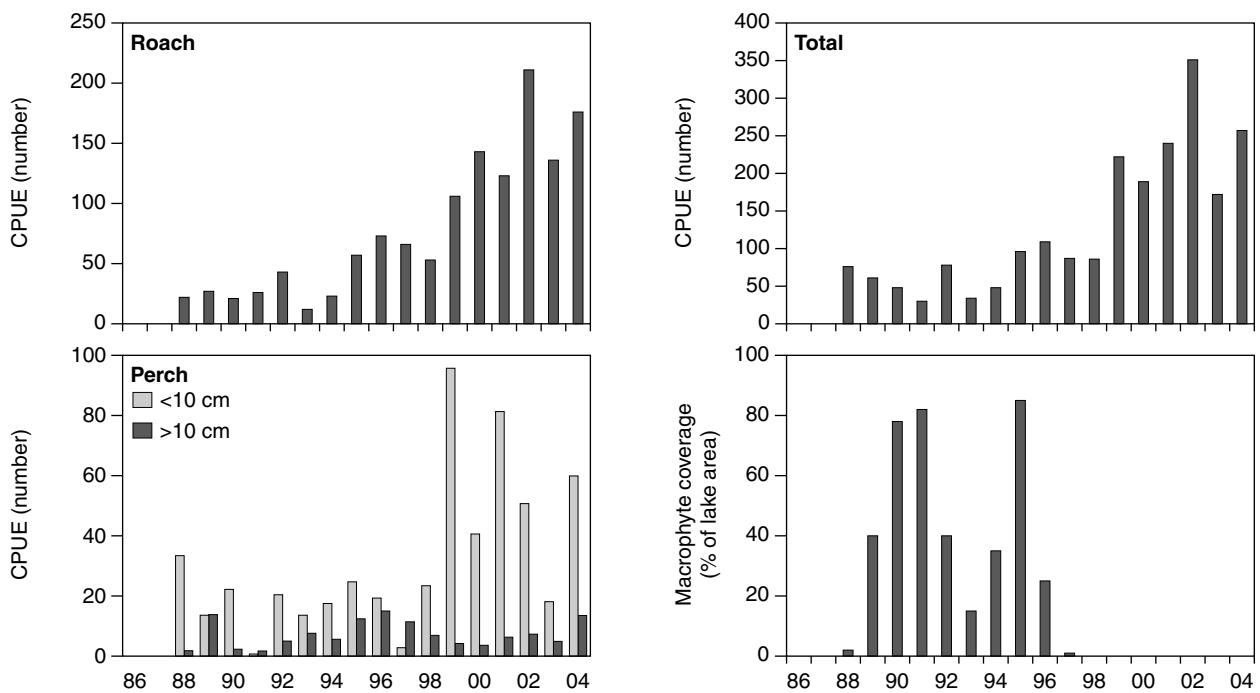 Roach
CPUE (number)
250
200
150
100
50
0
Total
CPUE (number)
400
350
300
250
200
150
100
50
0
Perch
<10 cm
>10 cm
CPUE (number)
100
80
60
40
20
0
86 88 90 92 94 96 98 00 02 04
Macrophyte coverage
(% of lake area)
100
80
60
40
20
0
86 88 90 92 94 96 98 00 02 04